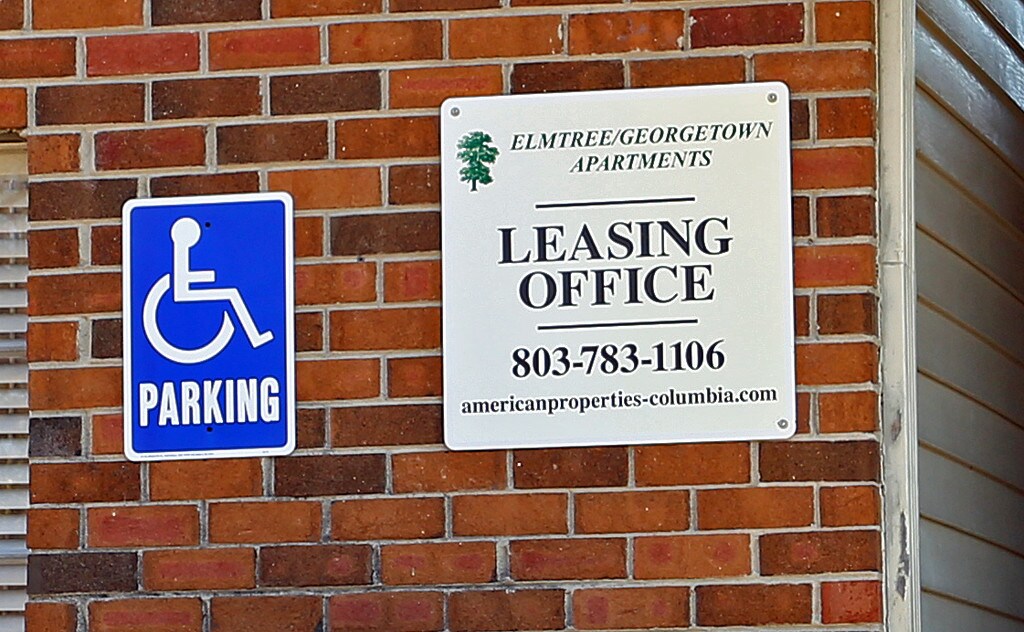 PARKING
ELMTREE/GEORGETOWN
APARTMENTS
LEASING
OFFICE
803-783-1106
americanproperties-columbia.com